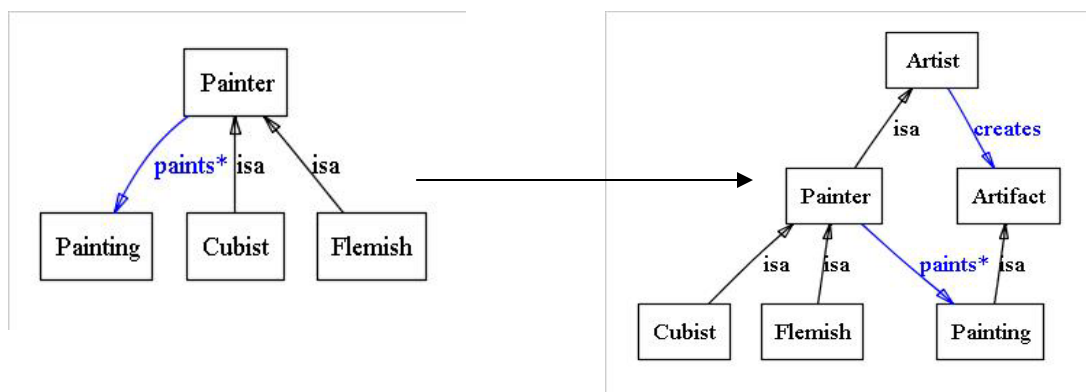 Painter
paints*
isa
isa
Painting
Cubist
Flemish
Artist
isa
creates
Painter
Artifact
isa
isa
paints*
isa
Cubist
Flemish
Painting